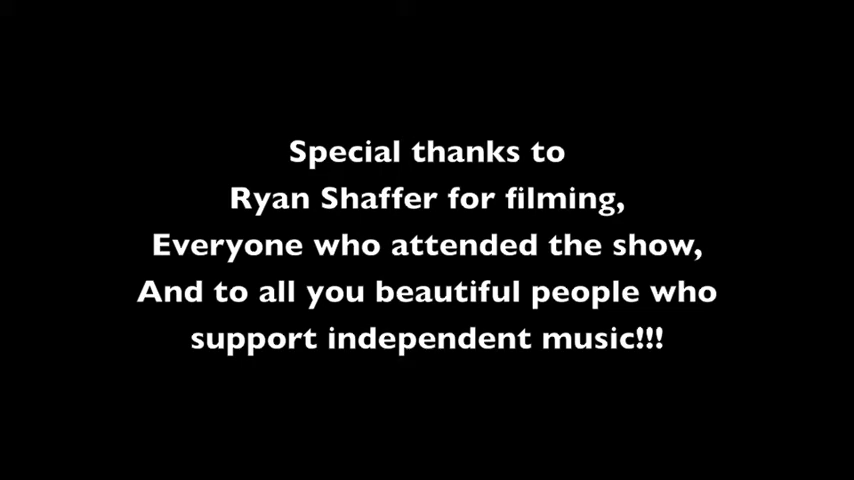 Special thanks to
Ryan Shaffer for filming,
Everyone who attended the show,
And to all you beautiful people who
support independent music!!!